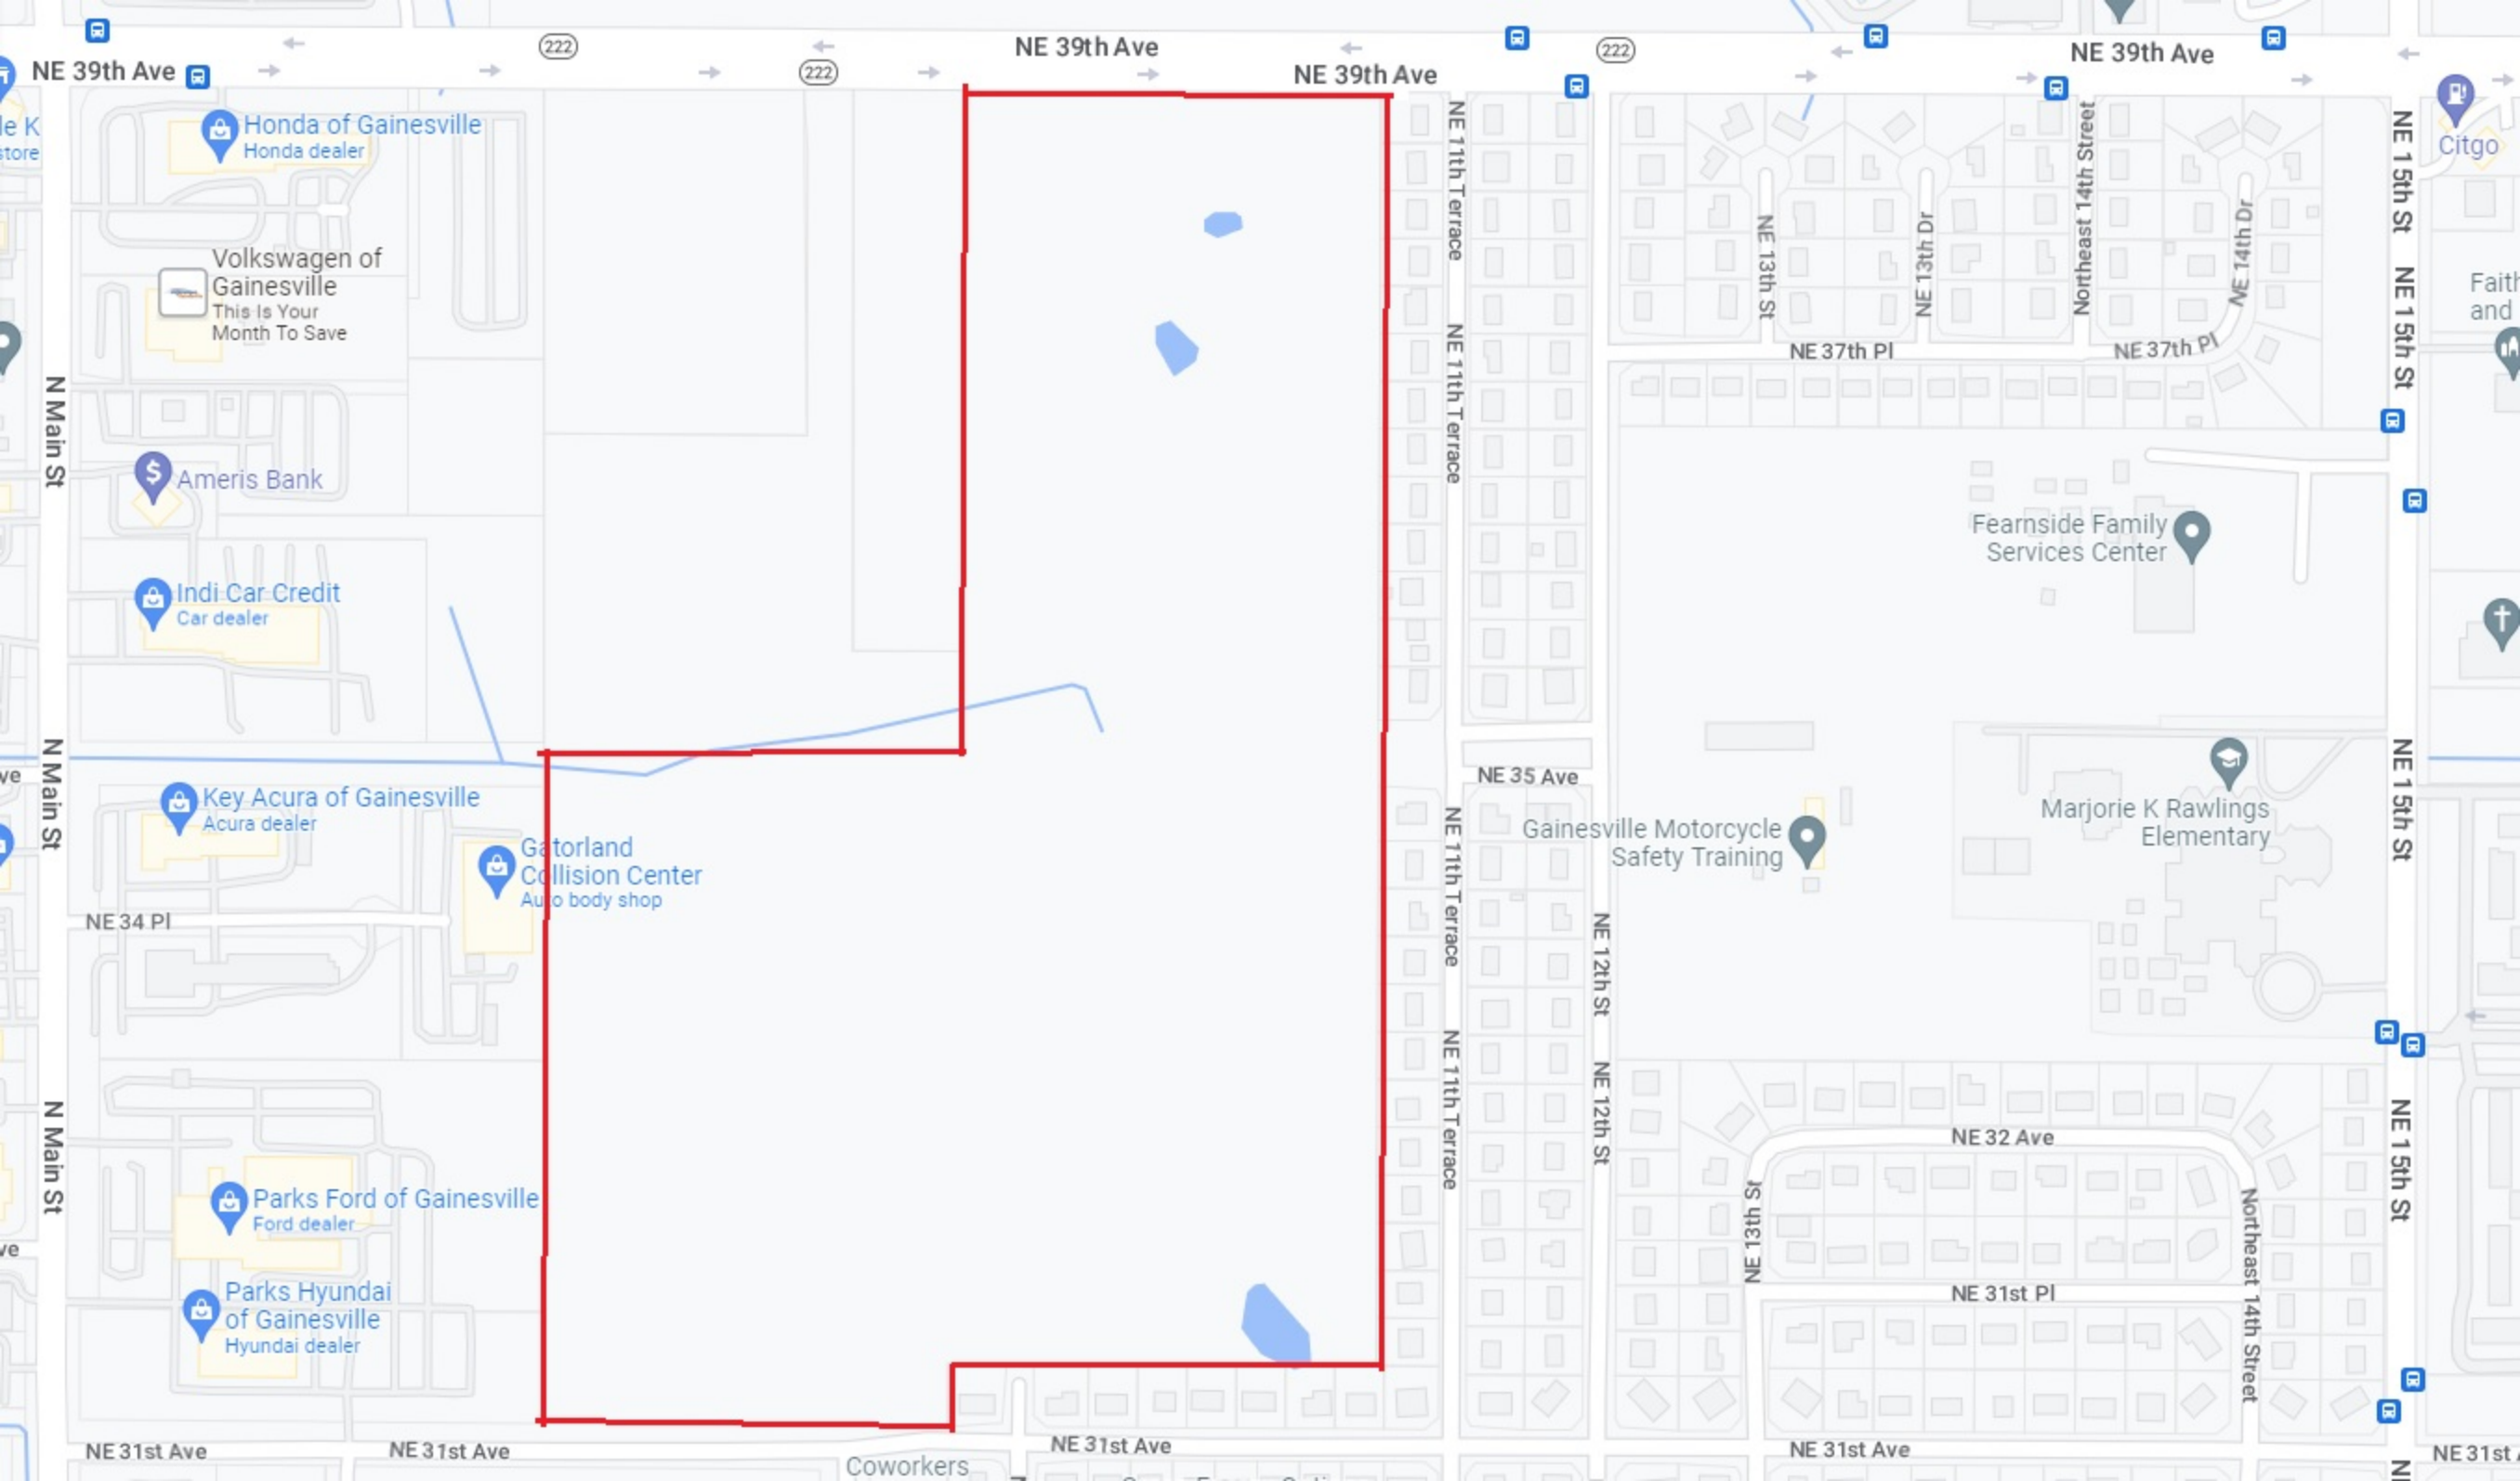 NE 39th Ave
222
222
NE 39th Ave
NE 39th Ave
222
NE 39th Ave
Honda of Gainesville
Honda dealer
le K
store
Volkswagen of
Gainesville
This Is Your
Month To Save
N Main St
Ameris Bank
Indi Car Credit
Car dealer
N Main St
ve
Key Acura of Gainesville
Acura dealer
Gatorland
Collision Center
Auto body shop
NE 34 Pl
N Main St
Parks Ford of Gainesville
Ford dealer
ve
Parks Hyundai
of Gainesville
Hyundai dealer
NE 31st Ave
NE 31st Ave
Coworkers
NE 31st Ave
NE 31st Ave
NE 31st
NE 11th Terrace
NE 11th Terrace
NE 11th Terrace
NE 11th Terrace
NE 35 Ave
NE 12th St
NE 12th St
NE 13th St
NE 13th Dr
Northeast 14th Street
NE 14th Dr
NE 37th Pl
NE 37th Pl
NE 15th St
NE 15th St
Citgo
Faith
and
Fearnside Family
Services Center
Gainesville Motorcycle
Safety Training
Marjorie K Rawlings
Elementary
NE 15th St
NE 32 Ave
NE 13th St
NE 31st Pl
Northeast 14th Street
NE 15th St